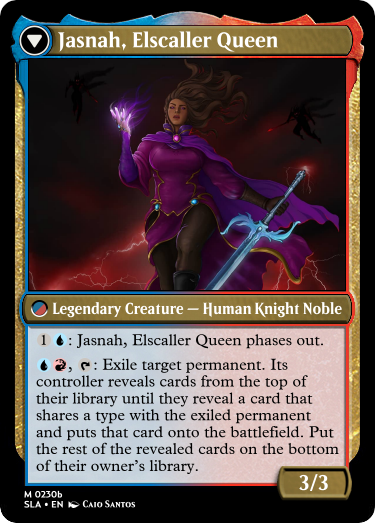 Jasnah, Elscaller Queen
Legendary Creature — Human Knight Noble
1 : Jasnah, Elscaller Queen phases out.
, : Exile target permanent. Its
controller reveals cards from the top of
their library until they reveal a card that
shares a type with the exiled permanent
and puts that card onto the battlefield. Put
the rest of the revealed cards on the bottom
of their owner's library.
3/3
M 0230b
SLA • EN Caio Santos